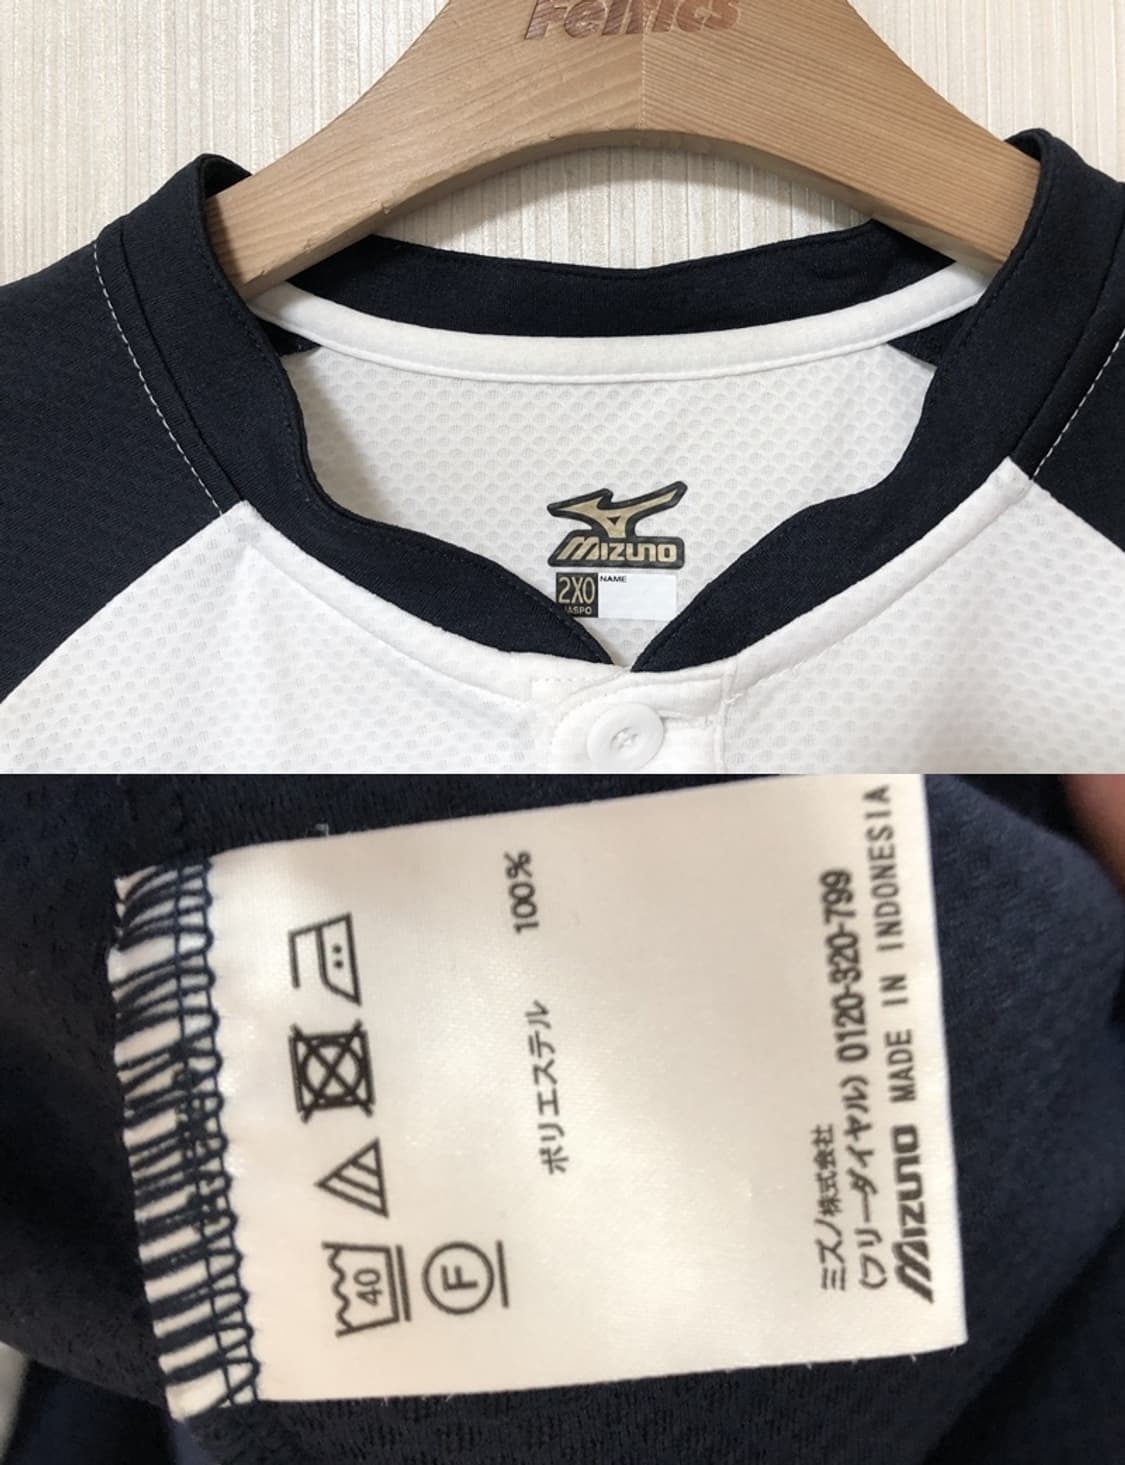 MIZUNO
2XO
NAME
JASPO
ポリエステル 100%
40
F
ミズノ株式会社
(フリーダイヤル) 0120-320-799
MIZUNO MADE IN INDONESIA